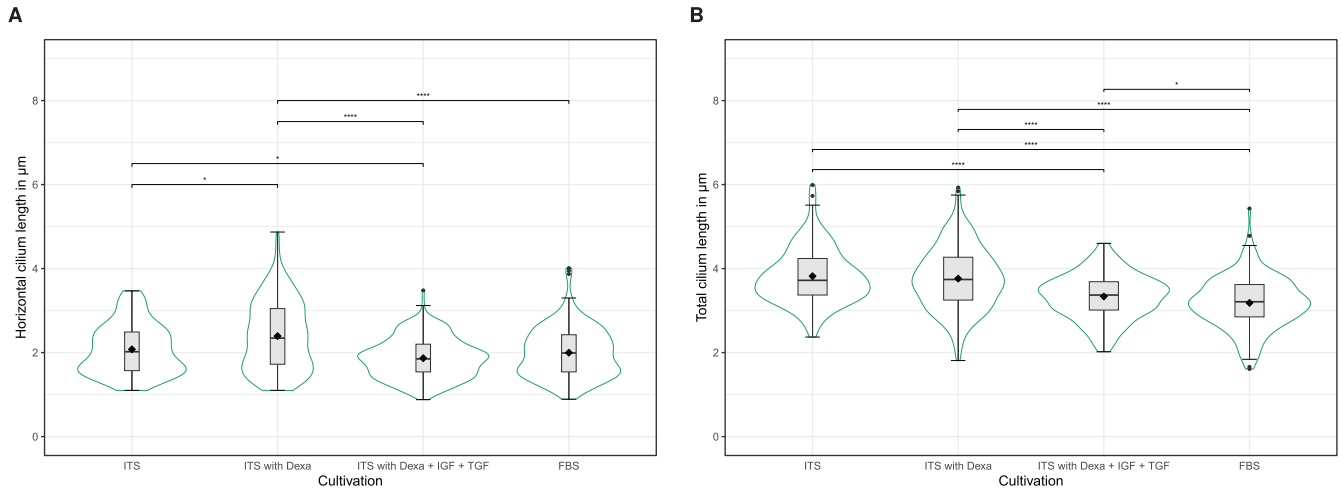 A
B
Horizontal cilium length in µm
8
6
4
2
0
****
****
*
*
ITS
ITS with Dexa
ITS with Dexa + IGF + TGF
FBS
Cultivation
Total cilium length in µm
8
6
4
2
0
*
****
****
****
****
ITS
ITS with Dexa
ITS with Dexa + IGF + TGF
FBS
Cultivation